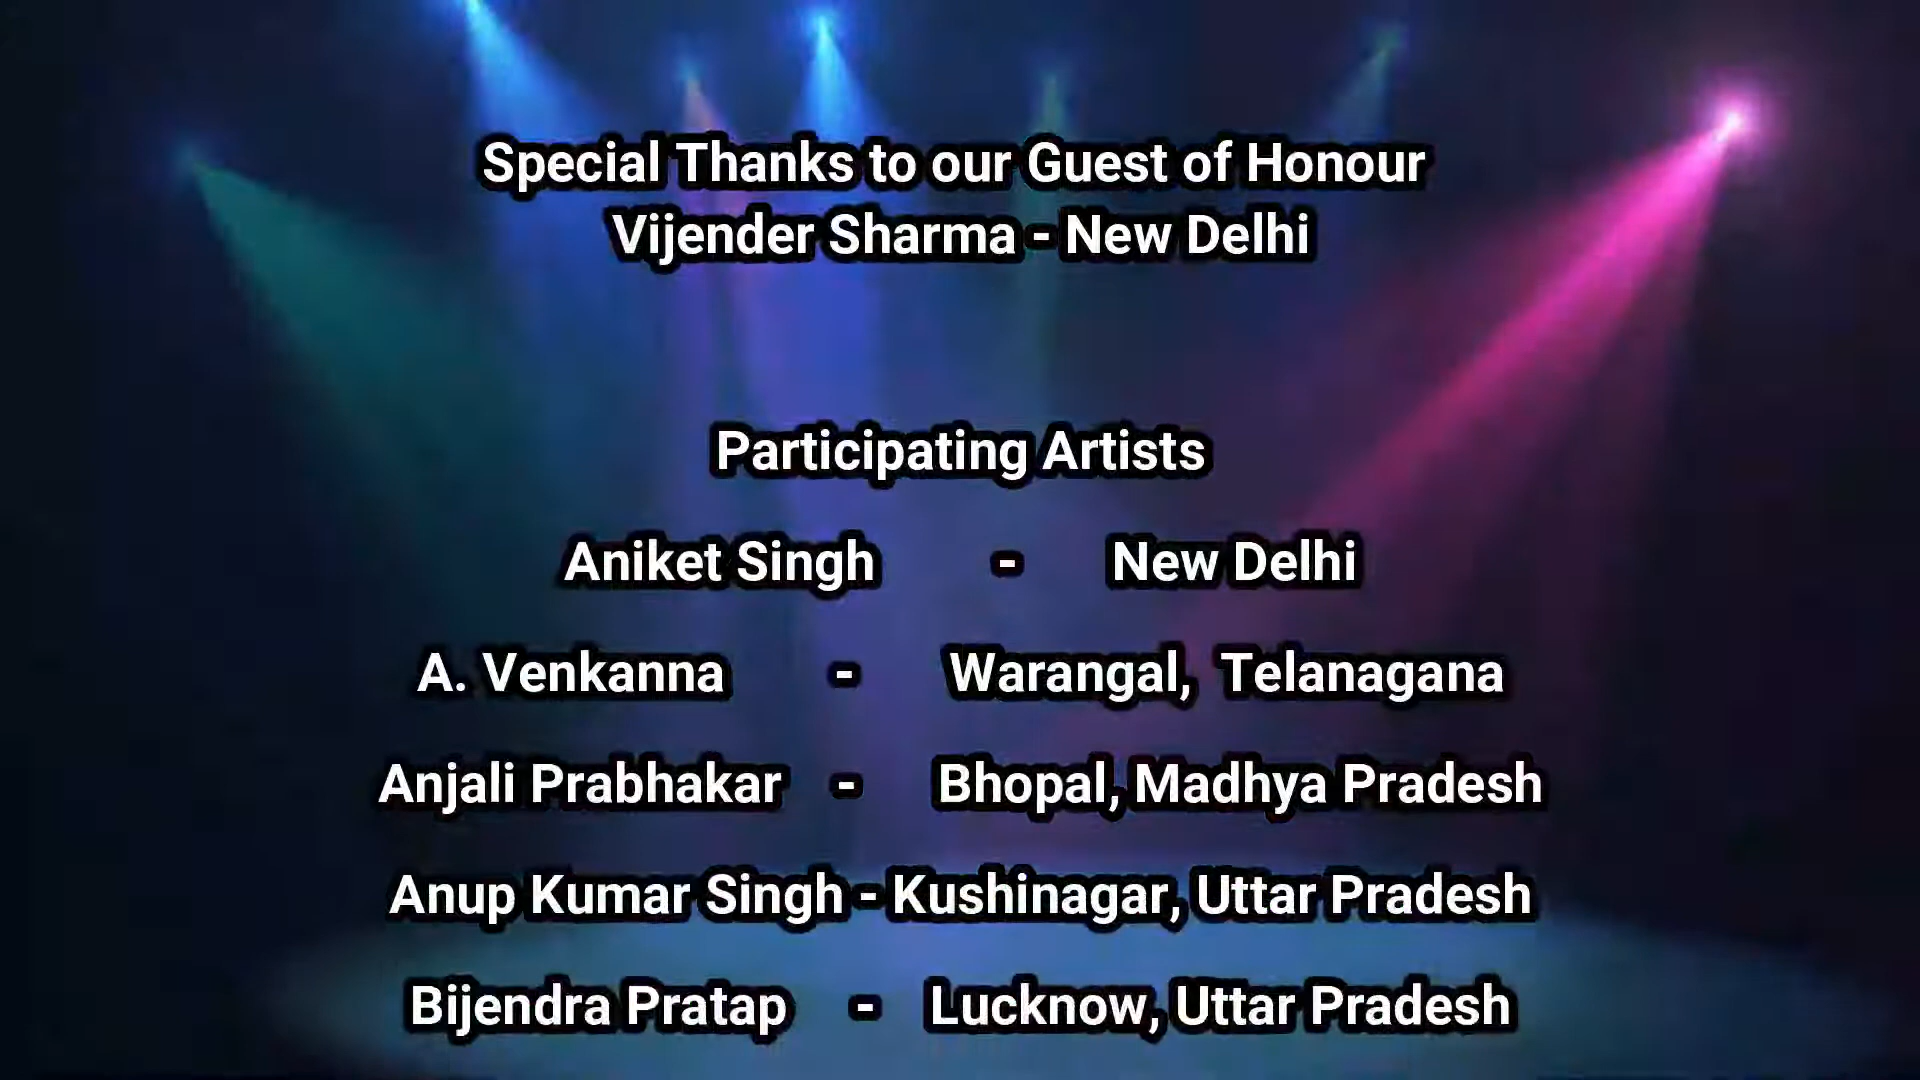 Special Thanks to our Guest of Honour
Vijender Sharma - New Delhi
Participating Artists
Aniket Singh - New Delhi
A. Venkanna - Warangal, Telanagana
Anjali Prabhakar - Bhopal, Madhya Pradesh
Anup Kumar Singh - Kushinagar, Uttar Pradesh
Bijendra Pratap - Lucknow, Uttar Pradesh